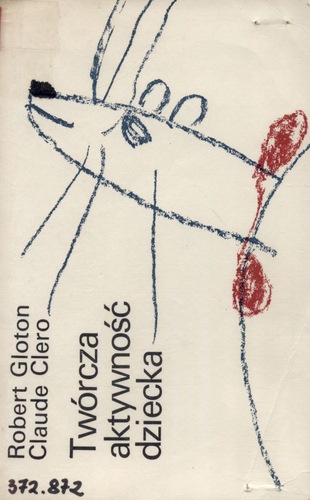 Robert Gloton
Claude Clero
Twórcza
aktywność
dziecka
372.872